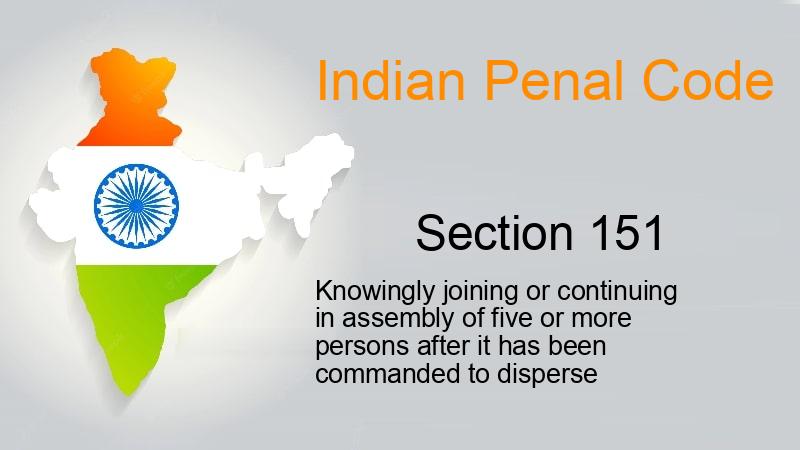 Indian Penal Code
Section 151
Knowingly joining or continuing
in assembly of five or more
persons after it has been
commanded to disperse